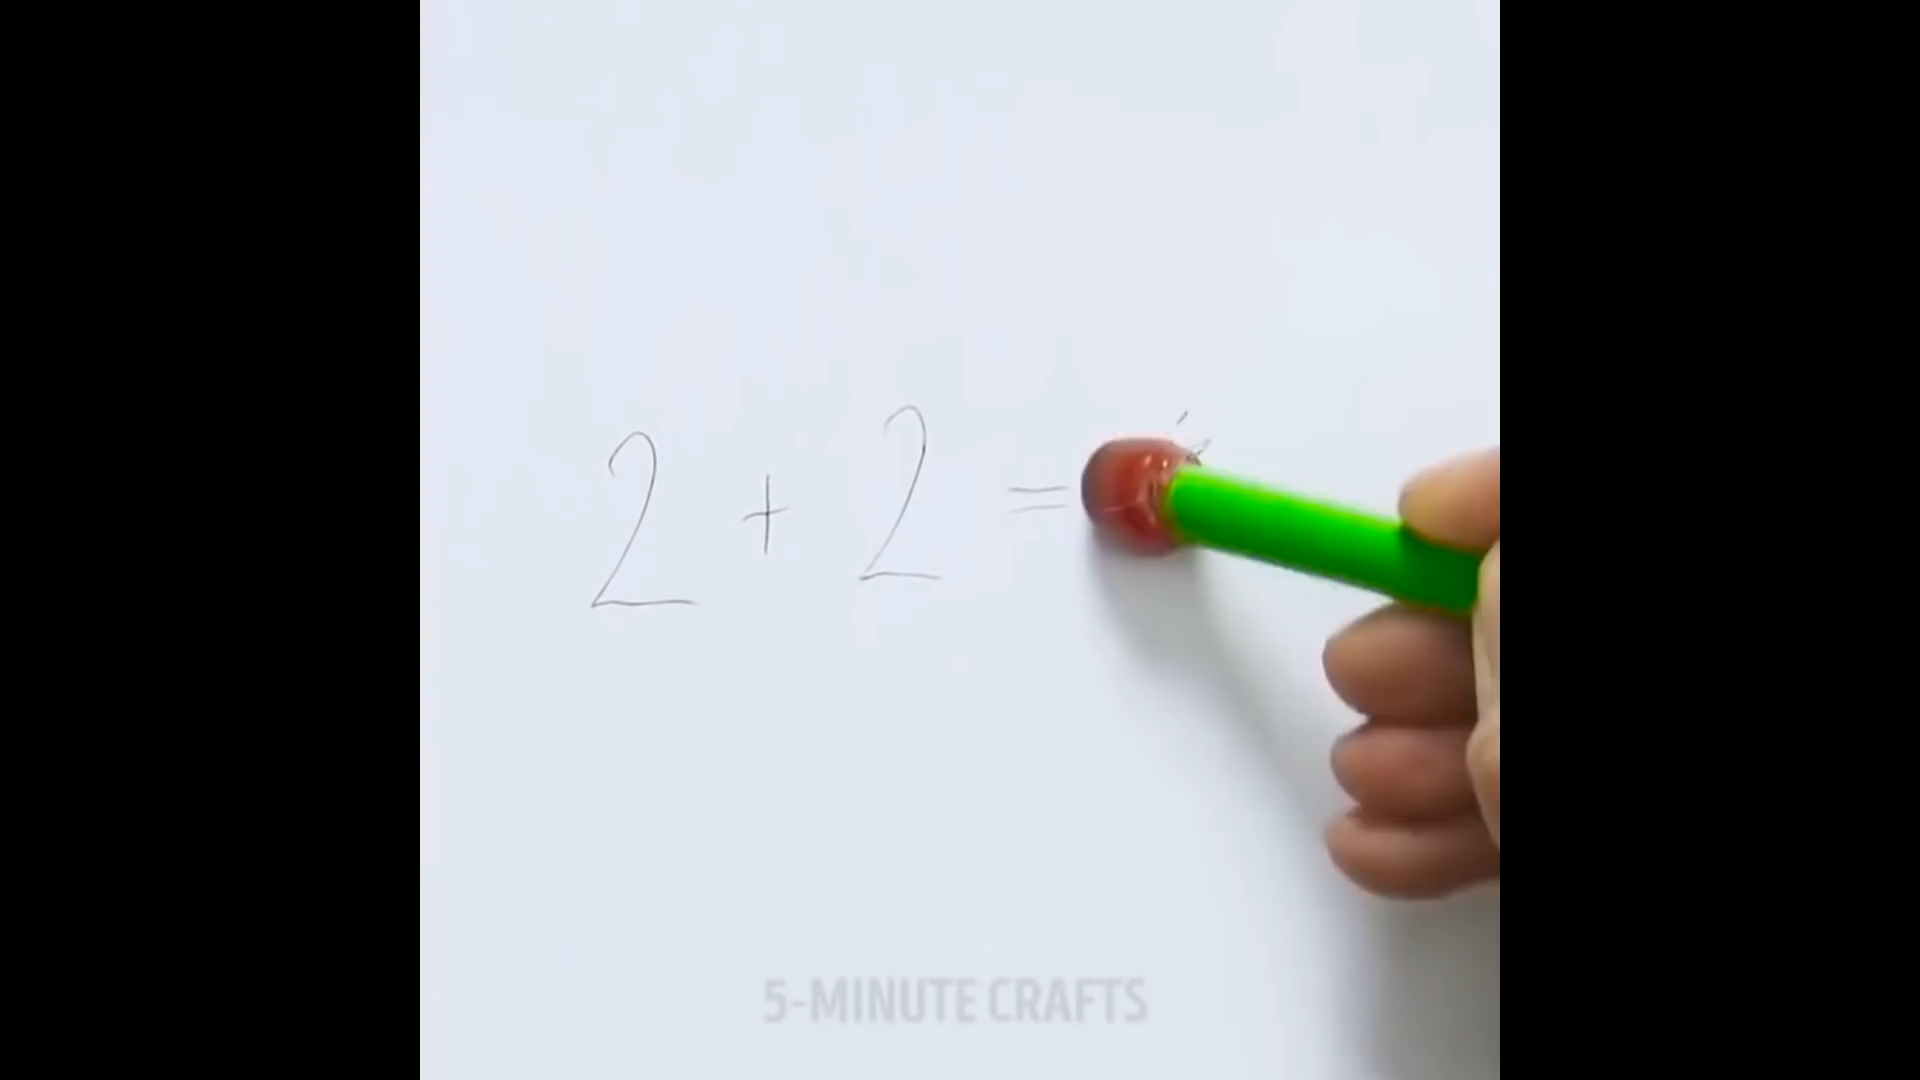 2 + 2 =
5-MINUTE CRAFTS